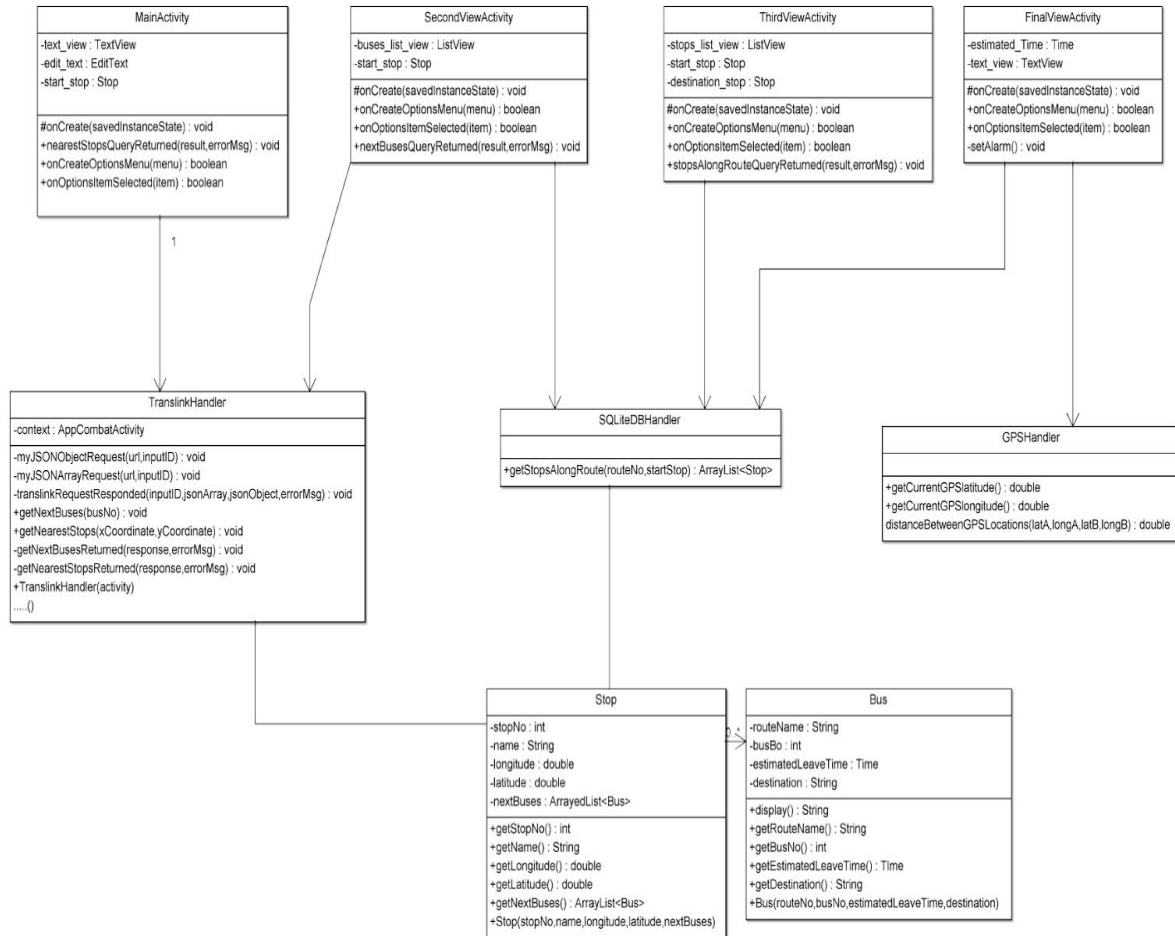 MainActivity
-text_view : TextView
-edit_text : EditText
-start_stop : Stop
#onCreate(savedInstanceState) : void
+nearestStopsQueryReturned(result,errorMsg) : void
+onCreateOptionsMenu(menu) : boolean
+onOptionsItemSelected(item) : boolean
SecondViewActivity
-buses_list_view : ListView
-start_stop : Stop
#onCreate(savedInstanceState) : void
+onCreateOptionsMenu(menu) : boolean
+onOptionsItemSelected(item) : boolean
+nextBusesQueryReturned(result,errorMsg) : void
ThirdViewActivity
-stops_list_view : ListView
-start_stop : Stop
-destination_stop : Stop
#onCreate(savedInstanceState) : void
+onCreateOptionsMenu(menu) : boolean
+onOptionsItemSelected(item) : boolean
+stopsAlongRouteQueryReturned(result,errorMsg) : void
FinalViewActivity
-estimated_Time : Time
-text_view : TextView
#onCreate(savedInstanceState) : void
+onCreateOptionsMenu(menu) : boolean
+onOptionsItemSelected(item) : boolean
-setAlarm() : void
1
TranslinkHandler
-context : AppCombatActivity
-myJSONObjectRequest(url,inputID) : void
-myJSONArrayRequest(url,inputID) : void
-translinkRequestResponded(inputID,jsonArray,jsonObject,errorMsg) : void
+getNextBuses(busNo) : void
+getNearestStops(xCoordinate,yCoordinate) : void
-getNextBusesReturned(response,errorMsg) : void
-getNearestStopsReturned(response,errorMsg) : void
+TranslinkHandler(activity)
.....()
SQLiteDBHandler
+getStopsAlongRoute(routeNo,startStop) : ArrayList<Stop>
GPSHandler
+getCurrentGPSlatitude() : double
+getCurrentGPSlongitude() : double
distanceBetweenGPSLocations(latA,longA,latB,longB) : double
Stop
-stopNo : int
-name : String
-longitude : double
-latitude : double
-nextBuses : ArrayedList<Bus>
+getStopNo() : int
+getName() : String
+getLongitude() : double
+getLatitude() : double
+getNextBuses() : ArrayList<Bus>
+Stop(stopNo,name,longitude,latitude,nextBuses)
0..*
Bus
-routeName : String
-busBo : int
-estimatedLeaveTime : Time
-destination : String
+display() : String
+getRouteName() : String
+getBusNo() : int
+getEstimatedLeaveTime() : TIme
+getDestination() : String
+Bus(routeNo,busNo,estimatedLeaveTime,destination)